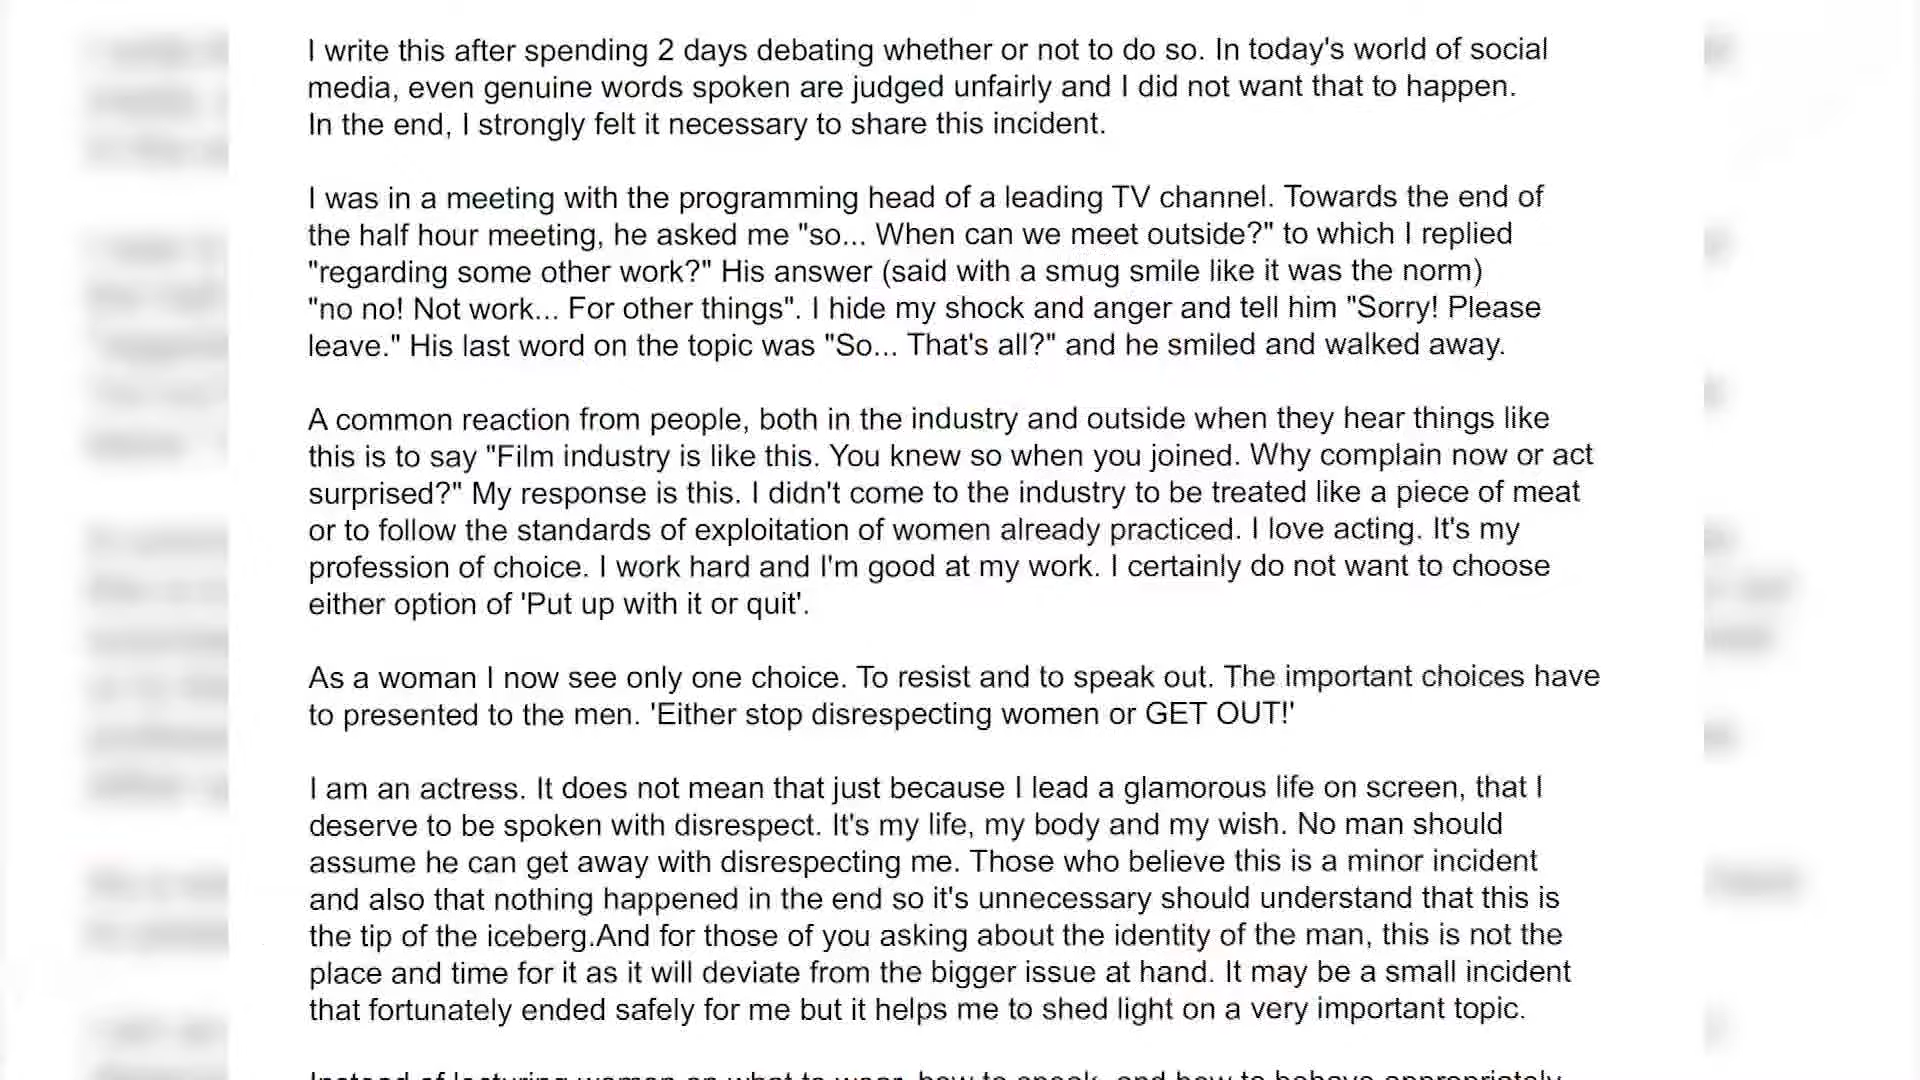 I write this after spending 2 days debating whether or not to do so. In today's world of social
media, even genuine words spoken are judged unfairly and I did not want that to happen.
In the end, I strongly felt it necessary to share this incident.
I was in a meeting with the programming head of a leading TV channel. Towards the end of
the half hour meeting, he asked me "so... When can we meet outside?" to which I replied
"regarding some other work?" His answer (said with a smug smile like it was the norm)
"no no! Not work... For other things". I hide my shock and anger and tell him "Sorry! Please
leave." His last word on the topic was "So... That's all?" and he smiled and walked away.
A common reaction from people, both in the industry and outside when they hear things like
this is to say "Film industry is like this. You knew so when you joined. Why complain now or act
surprised?" My response is this. I didn't come to the industry to be treated like a piece of meat
or to follow the standards of exploitation of women already practiced. I love acting. It's my
profession of choice. I work hard and I'm good at my work. I certainly do not want to choose
either option of 'Put up with it or quit'.
As a woman I now see only one choice. To resist and to speak out. The important choices have
to presented to the men. 'Either stop disrespecting women or GET OUT!'
I am an actress. It does not mean that just because I lead a glamorous life on screen, that I
deserve to be spoken with disrespect. It's my life, my body and my wish. No man should
assume he can get away with disrespecting me. Those who believe this is a minor incident
and also that nothing happened in the end so it's unnecessary should understand that this is
the tip of the iceberg.And for those of you asking about the identity of the man, this is not the
place and time for it as it will deviate from the bigger issue at hand. It may be a small incident
that fortunately ended safely for me but it helps me to shed light on a very important topic.
Instead of lecturing women on what to wear, how to speak, and how to behave appropriately